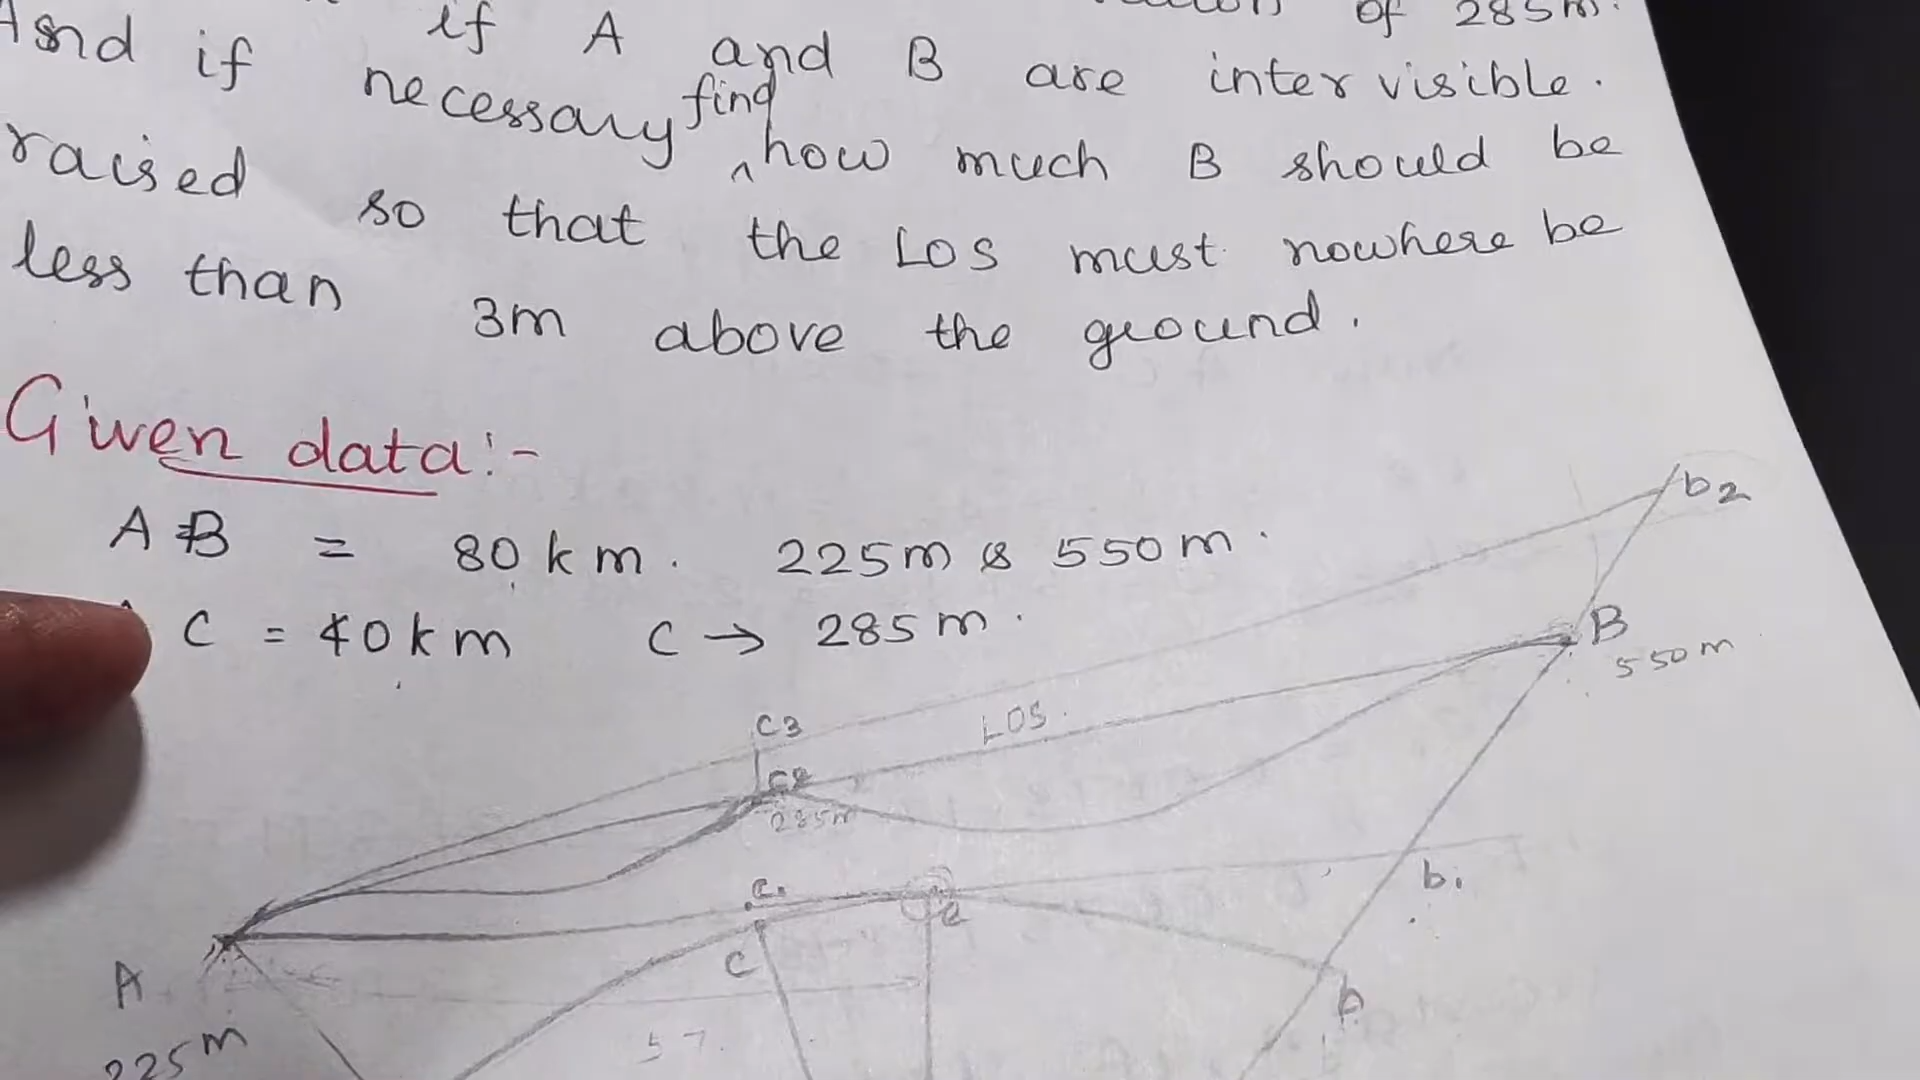 if A and B are inter visible. of 285m.
And if necessary find how much B should be
raised so that the LOS must nowhere be
less than 3m above the ground.
Given data:-
AB = 80 km. 225m & 550m.
C = 40km C → 285m.
b2
B
550m
C3
LOS.
C2
285m
C1
e
b1
C
A
b
57.
225m